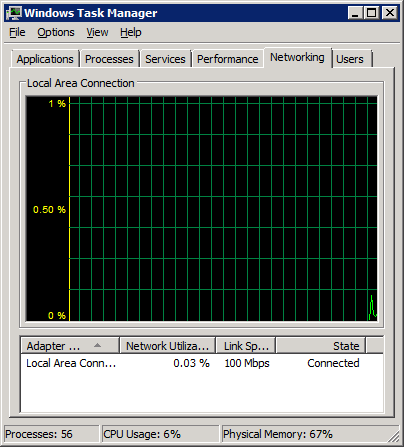 Windows Task Manager
File Options View Help
Applications Processes Services Performance Networking Users
Local Area Connection
1 %
0.50 %
0 %
Adapter ... Network Utiliza... Link Sp... State
Local Area Conn... 0.03 % 100 Mbps Connected
Processes: 56 CPU Usage: 6% Physical Memory: 67%